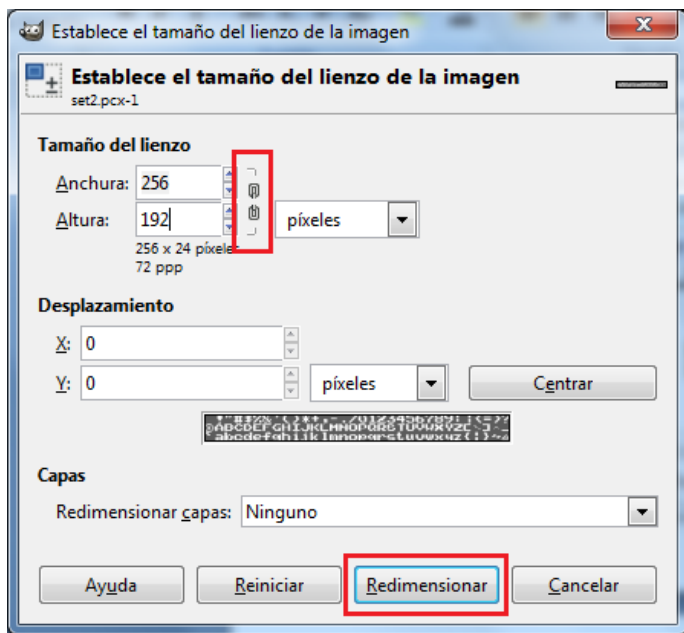 Establece el tamaño del lienzo de la imagen
Establece el tamaño del lienzo de la imagen
set2.pcx-1
Tamaño del lienzo
Anchura: 256
Altura: 192 píxeles
256 x 24 píxeles
72 ppp
Desplazamiento
X: 0
Y: 0 píxeles Centrar
Capas
Redimensionar capas: Ninguno
Ayuda Reiniciar Redimensionar Cancelar